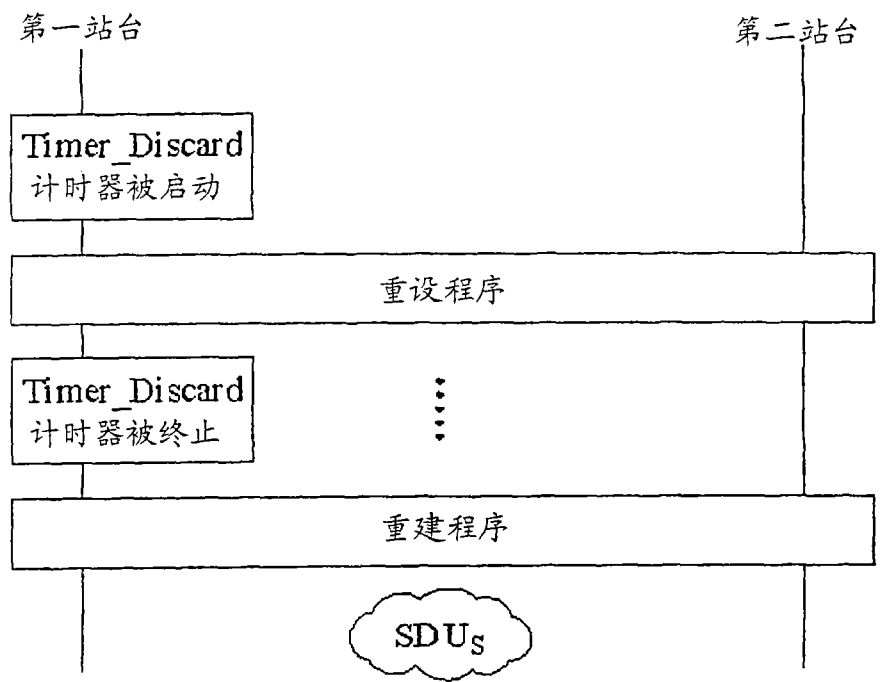 第一站台
第二站台
Timer_Discard
计时器被启动
重设程序
Timer_Discard
计时器被终止
重建程序
SDUS